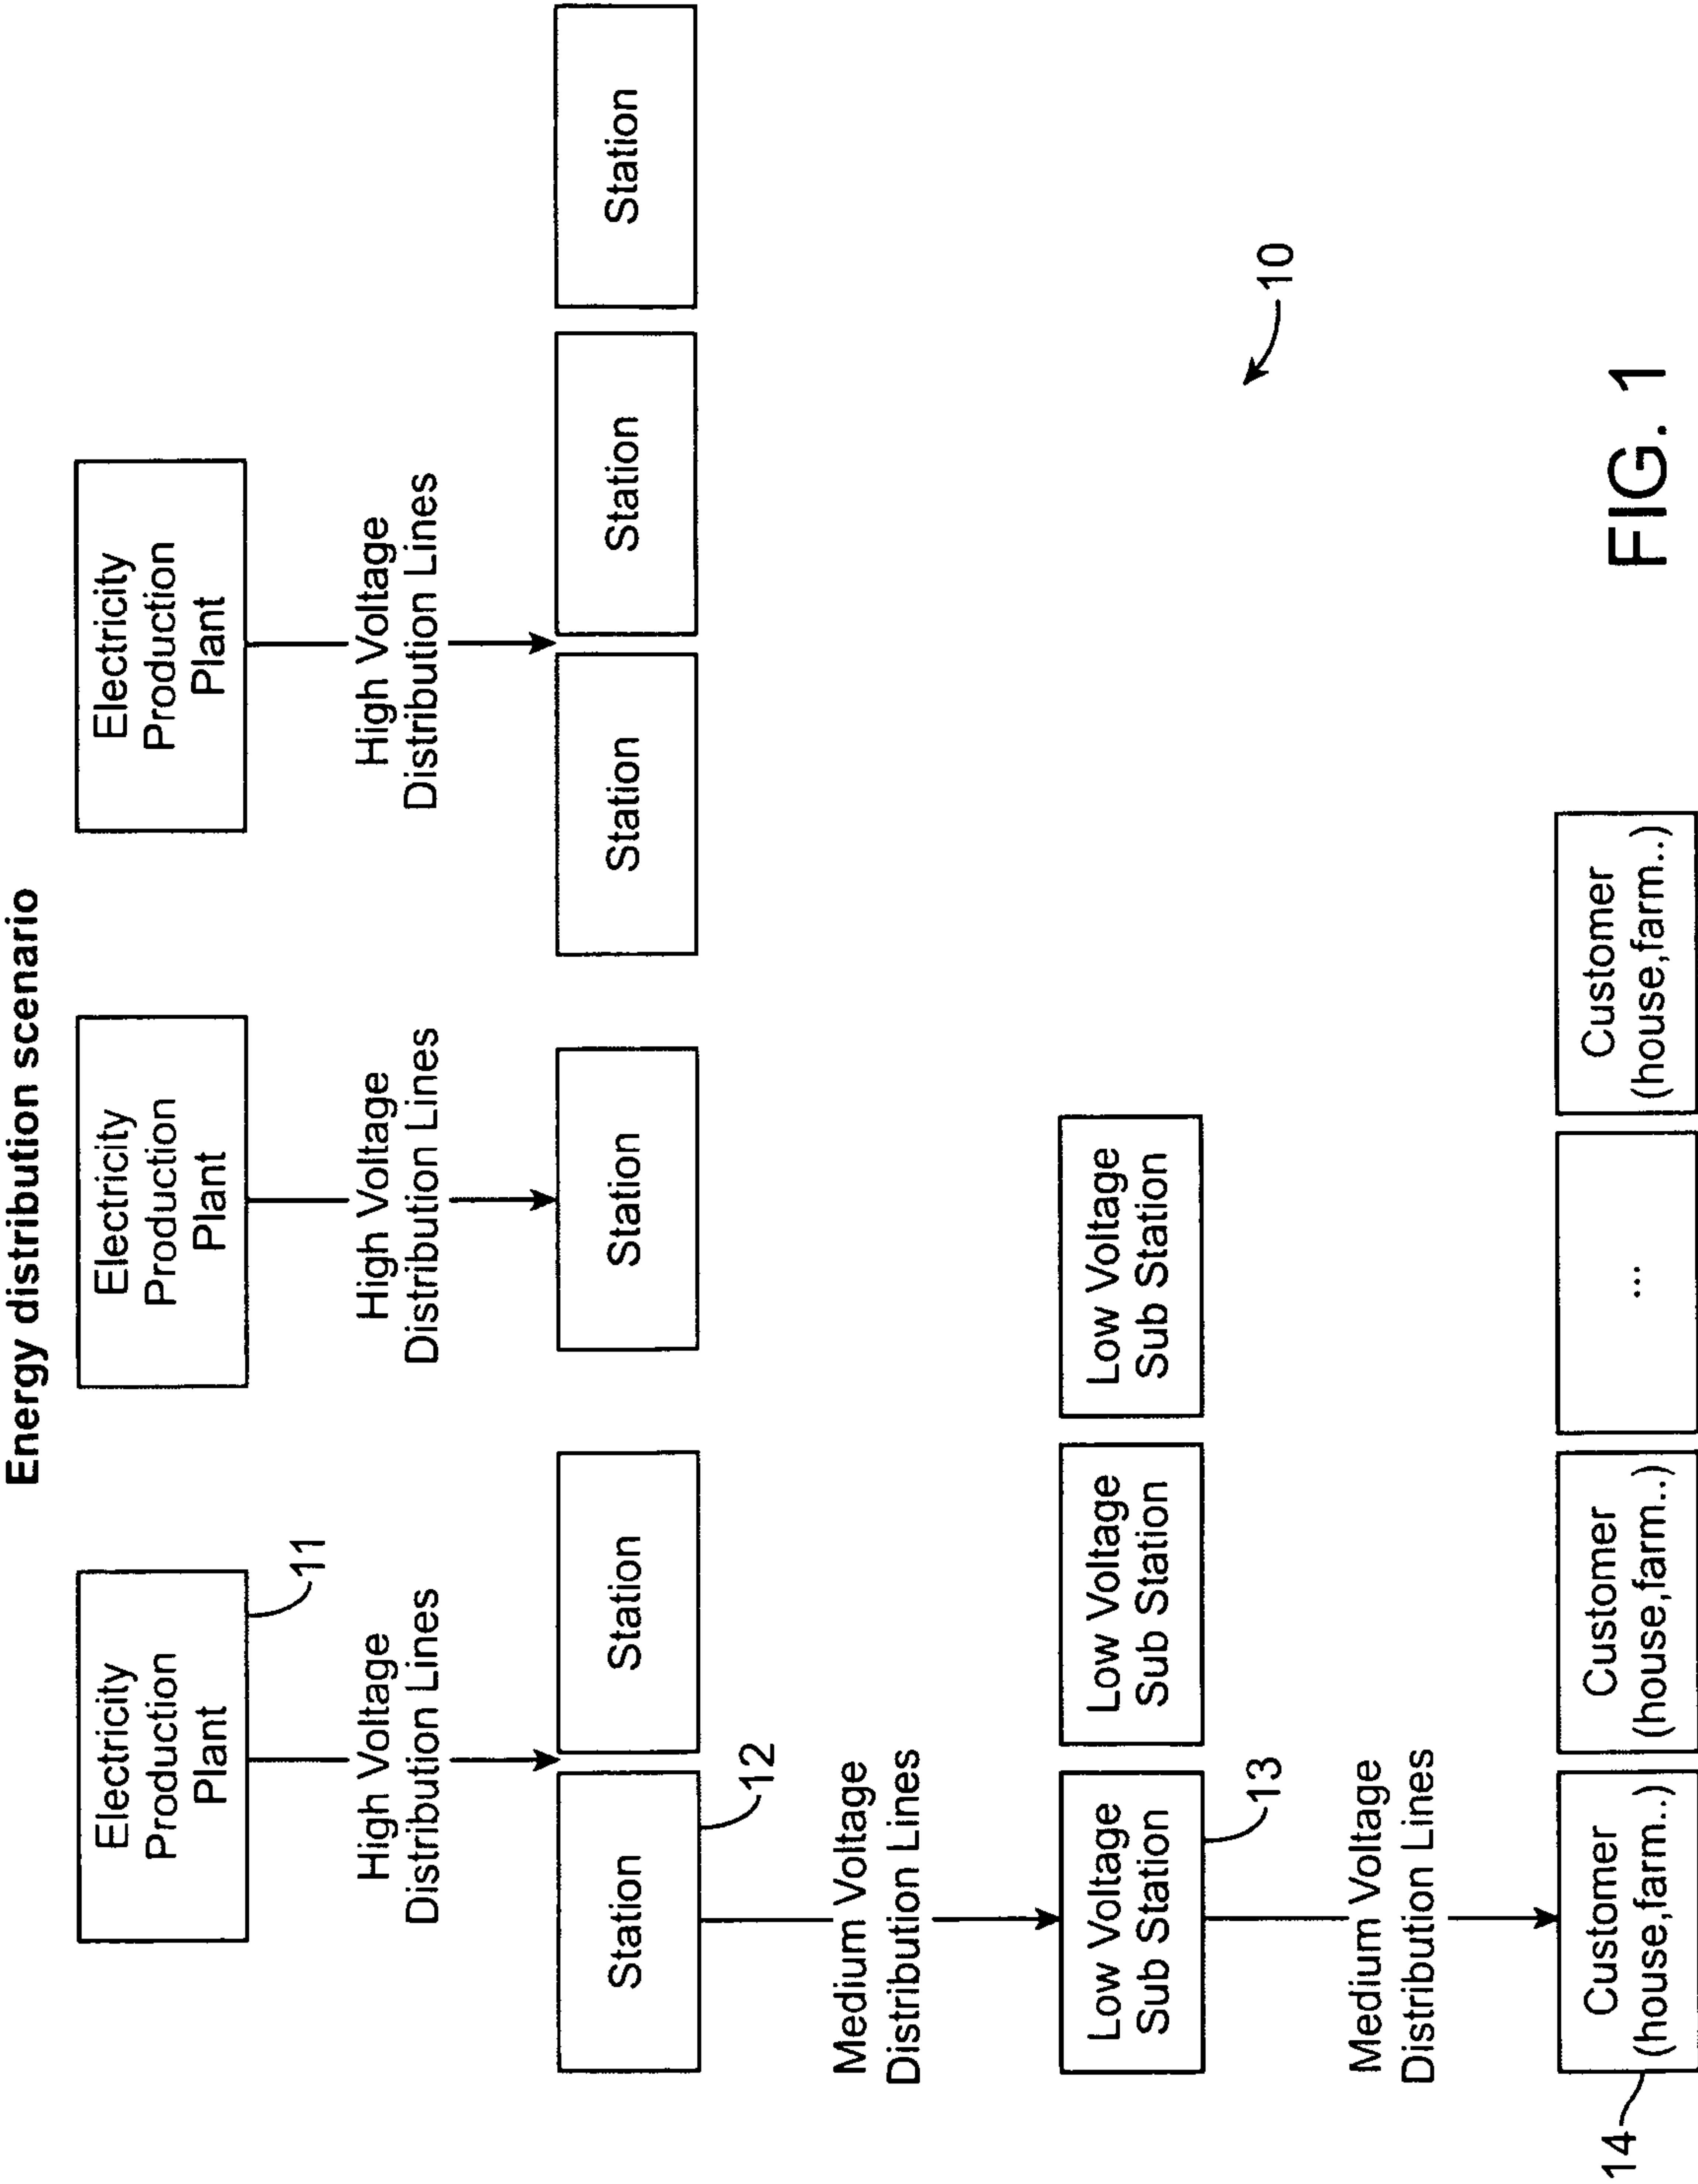 Energy distribution scenario
Electricity
Production
Plant
Electricity
Production
Plant
Electricity
Production
Plant
11
High Voltage
Distribution Lines
High Voltage
Distribution Lines
High Voltage
Distribution Lines
Station
Station
Station
Station
Station
Station
12
Medium Voltage
Distribution Lines
Low Voltage
Sub Station
Low Voltage
Sub Station
Low Voltage
Sub Station
13
10
Medium Voltage
Distribution Lines
14
Customer
(house,farm..)
Customer
(house,farm..)
...
Customer
(house,farm..)
FIG. 1